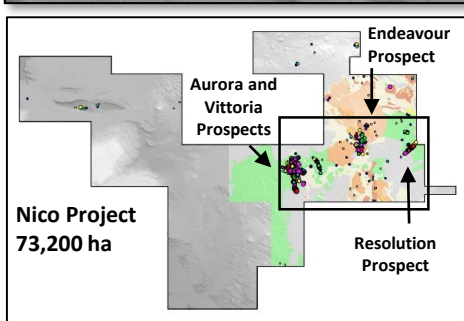 Endeavour
Prospect
Aurora and
Vittoria
Prospects
Nico Project
73,200 ha
Resolution
Prospect